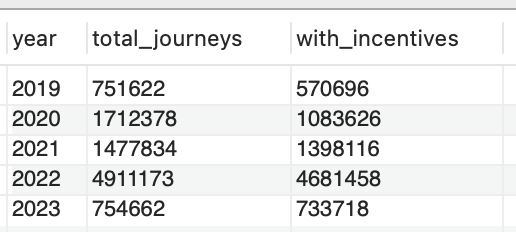 year total_journeys with_incentives
2019 751622 570696
2020 1712378 1083626
2021 1477834 1398116
2022 4911173 4681458
2023 754662 733718